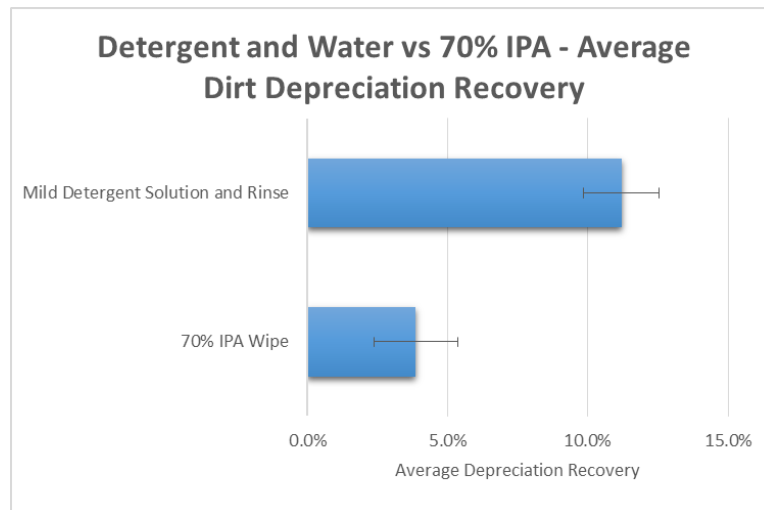 Detergent and Water vs 70% IPA - Average
Dirt Depreciation Recovery
Mild Detergent Solution and Rinse
70% IPA Wipe
0.0%
5.0%
10.0%
15.0%
Average Depreciation Recovery